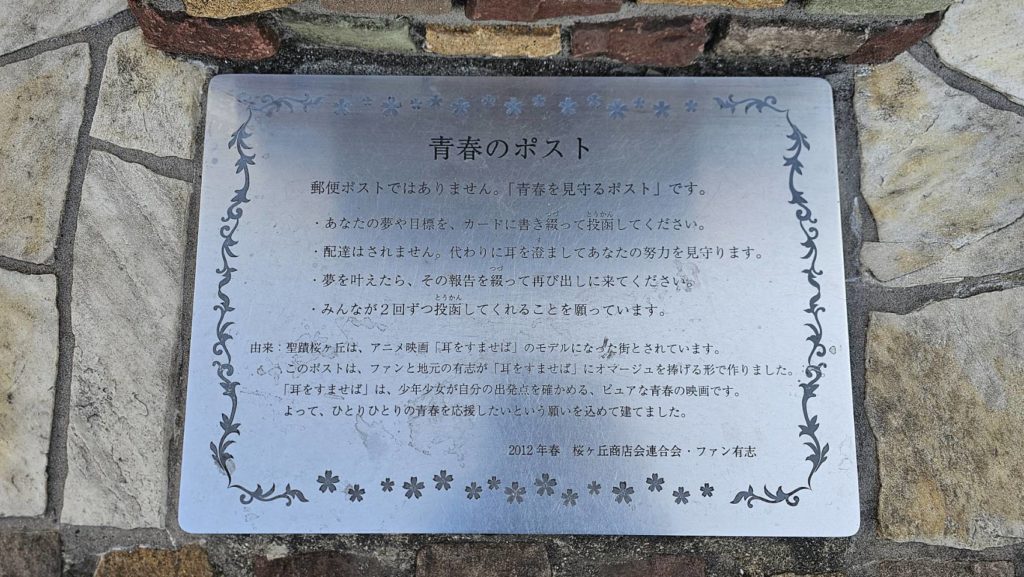 青春のポスト
郵便ポストではありません。「青春を見守るポスト」です。
・あなたの夢や目標を、カードに書き綴って投函してください。
・配達はされません。代わりに耳を澄ましてあなたの努力を見守ります。
・夢を叶えたら、その報告を綴って再び出しに来てください。
・みんなが2回ずつ投函してくれることを願っています。
由来:聖蹟桜ヶ丘は、アニメ映画「耳をすませば」のモデルになった街とされています。
このポストは、ファンと地元の有志が「耳をすませば」にオマージュを捧げる形で作りました。
「耳をすませば」は、少年少女が自分の出発点を確かめる、ピュアな青春の映画です。
よって、ひとりひとりの青春を応援したいという願いを込めて建てました。
2012年春 桜ヶ丘商店会連合会・ファン有志